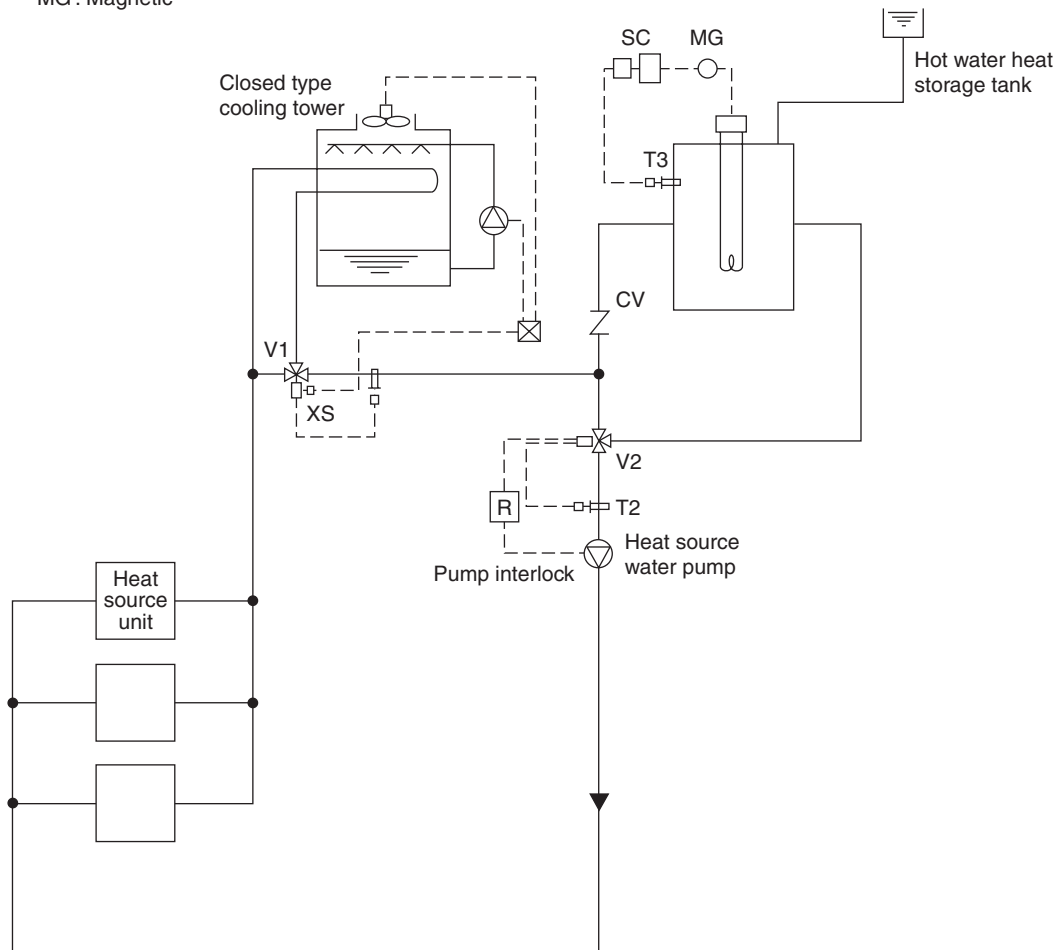 MG : Magnetic
SC
MG
Hot water heat
storage tank
Closed type
cooling tower
T3
CV
V1
XS
V2
R
T2
Heat source
water pump
Pump interlock
Heat
source
unit